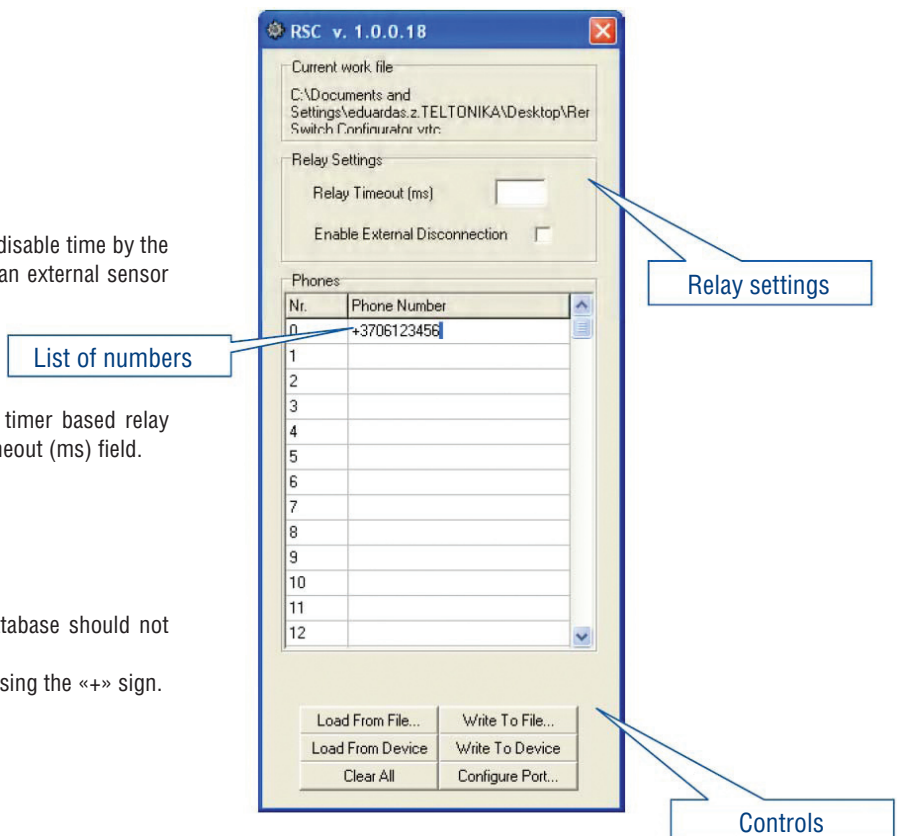 RSC v. 1.0.0.18
Current work file
C:\Documents and
Settings\eduardas.z.TELTONIKA\Desktop\Rer
Switch Configurator.vrtc
Relay Settings
Relay Timeout (ms)
Enable External Disconnection
Relay settings
disable time by the
an external sensor
Phones
Nr. Phone Number
0 +3706123456
1
2
3
4
5
6
7
8
9
10
11
12
List of numbers
timer based relay
neout (ms) field.
tabase should not
sing the «+» sign.
Load From File... Write To File...
Load From Device Write To Device
Clear All Configure Port...
Controls